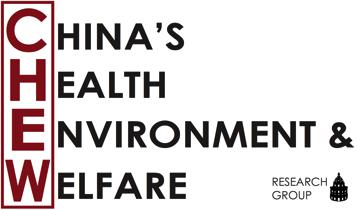 CHINA'S
HEALTH
ENVIRONMENT &
WELFARE
RESEARCH
GROUP